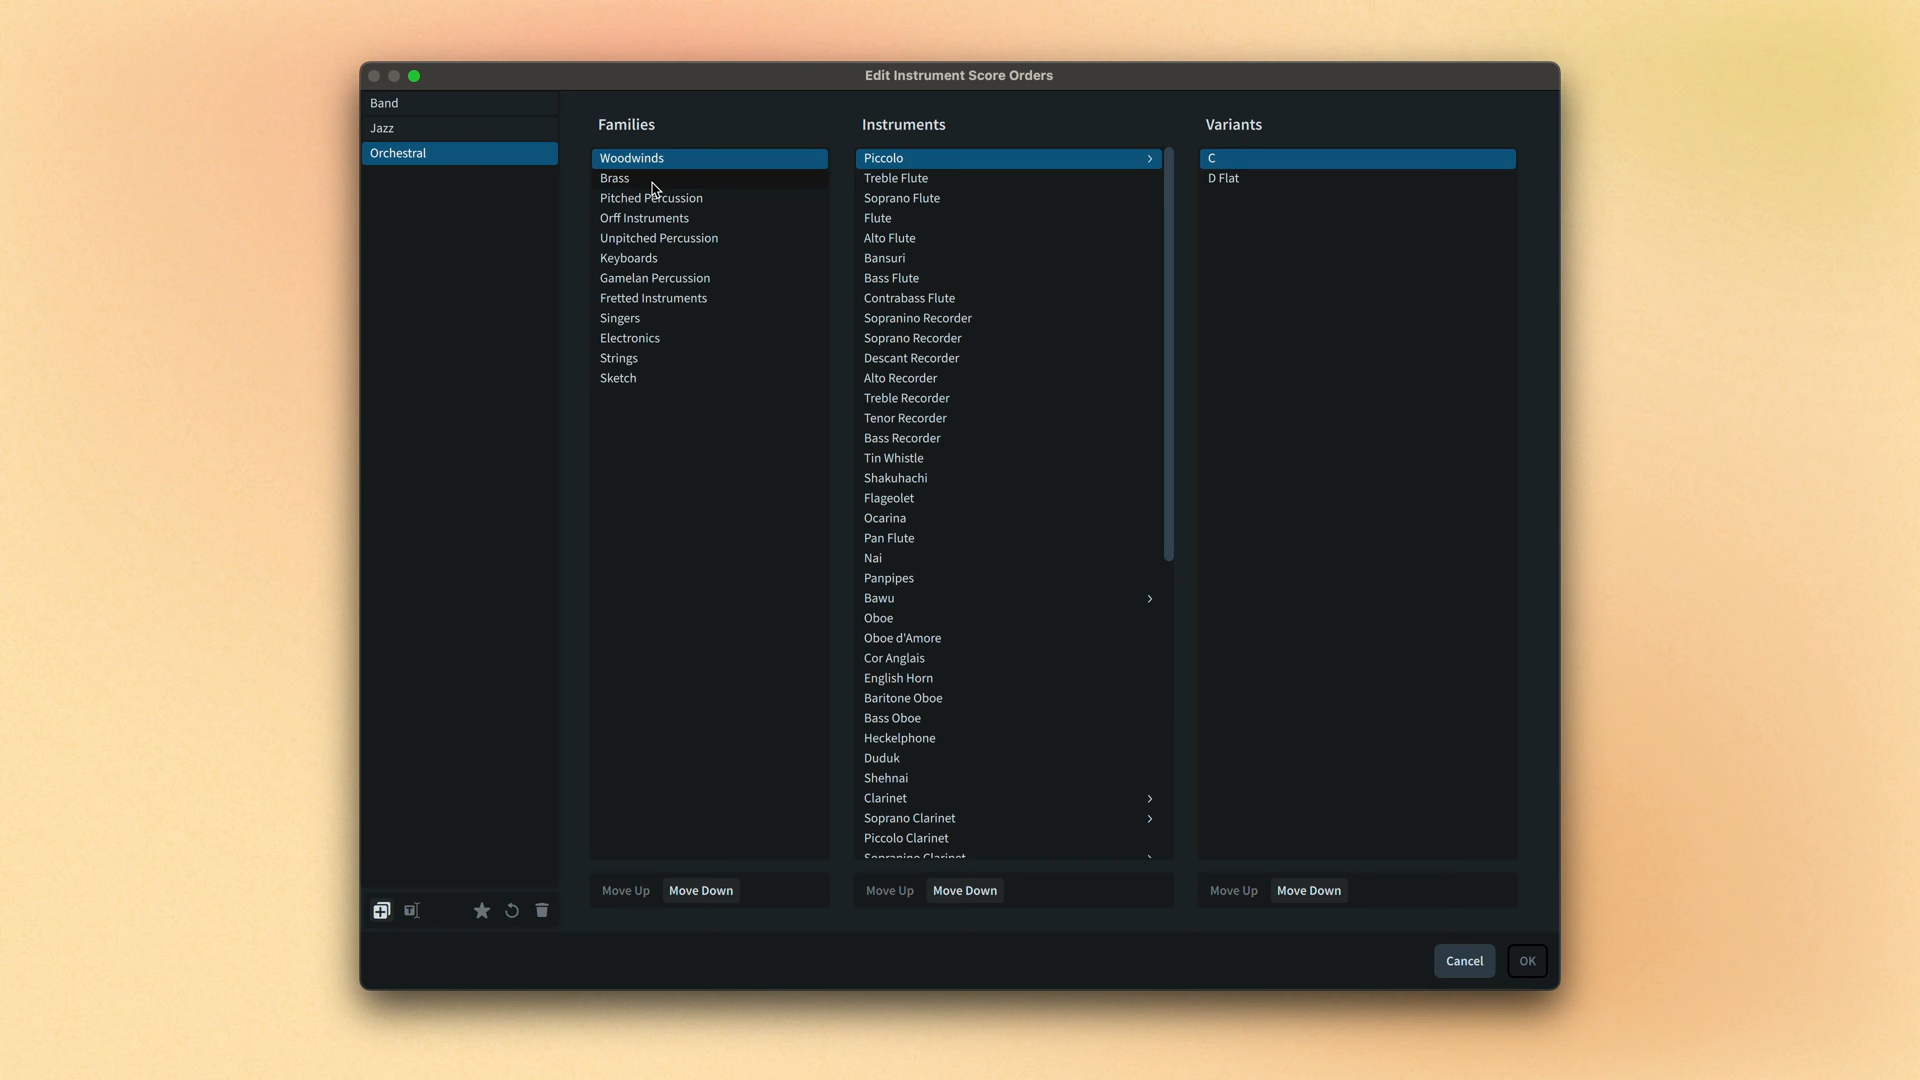 Edit Instrument Score Orders
Band
Jazz
Orchestral
Families
Woodwinds
Brass
Pitched Percussion
Orff Instruments
Unpitched Percussion
Keyboards
Gamelan Percussion
Fretted Instruments
Singers
Electronics
Strings
Sketch
Move Up Move Down
Instruments
Piccolo
Treble Flute
Soprano Flute
Flute
Alto Flute
Bansuri
Bass Flute
Contrabass Flute
Sopranino Recorder
Soprano Recorder
Descant Recorder
Alto Recorder
Treble Recorder
Tenor Recorder
Bass Recorder
Tin Whistle
Shakuhachi
Flageolet
Ocarina
Pan Flute
Nai
Panpipes
Bawu
Oboe
Oboe d'Amore
Cor Anglais
English Horn
Baritone Oboe
Bass Oboe
Heckelphone
Duduk
Shehnai
Clarinet
Soprano Clarinet
Piccolo Clarinet
Sopranino Clarinet
Move Up Move Down
Variants
C
D Flat
Move Up Move Down
Cancel OK